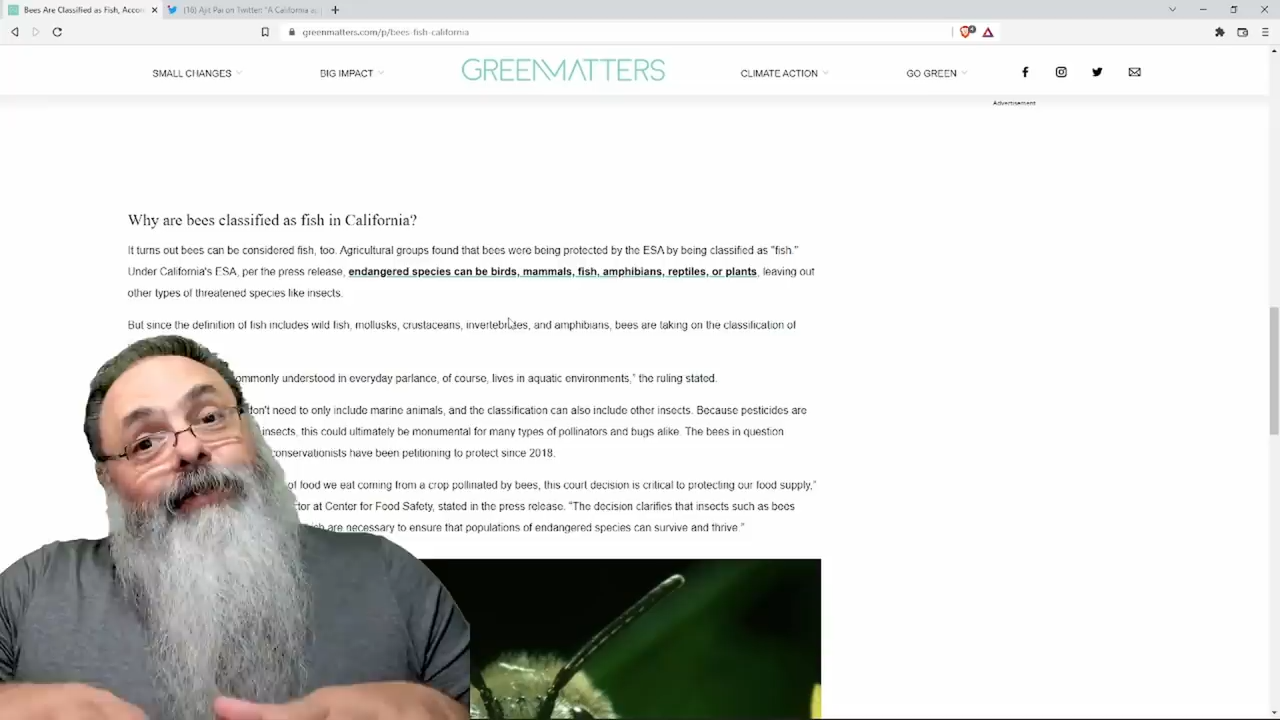 Bees Are Classified as Fish, Accor
(10) Ajit Pai on Twitter: "A California ap
greenmatters.com/p/bees-fish-california
SMALL CHANGES
BIG IMPACT
GREENMATTERS
CLIMATE ACTION
GO GREEN
Advertisement
Why are bees classified as fish in California?
It turns out bees can be considered fish, too. Agricultural groups found that bees were being protected by the ESA by being classified as "fish."
Under California's ESA, per the press release, endangered species can be birds, mammals, fish, amphibians, reptiles, or plants, leaving out
other types of threatened species like insects.
But since the definition of fish includes wild fish, mollusks, crustaceans, invertebrates, and amphibians, bees are taking on the classification of
ommonly understood in everyday parlance, of course, lives in aquatic environments," the ruling stated.
don't need to only include marine animals, and the classification can also include other insects. Because pesticides are
insects, this could ultimately be monumental for many types of pollinators and bugs alike. The bees in question
conservationists have been petitioning to protect since 2018.
of food we eat coming from a crop pollinated by bees, this court decision is critical to protecting our food supply,"
tor at Center for Food Safety, stated in the press release. "The decision clarifies that insects such as bees
which are necessary to ensure that populations of endangered species can survive and thrive."